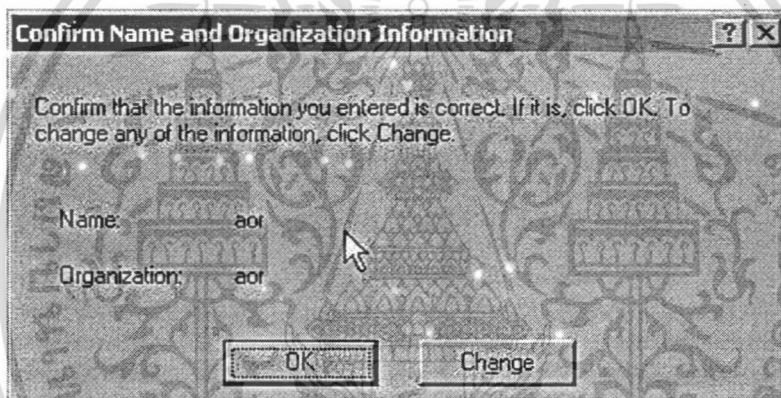 Confirm Name and Organization Information
Confirm that the information you entered is correct. If it is, click OK. To
change any of the information, click Change.
Name: aor
Organization: aor
OK Change